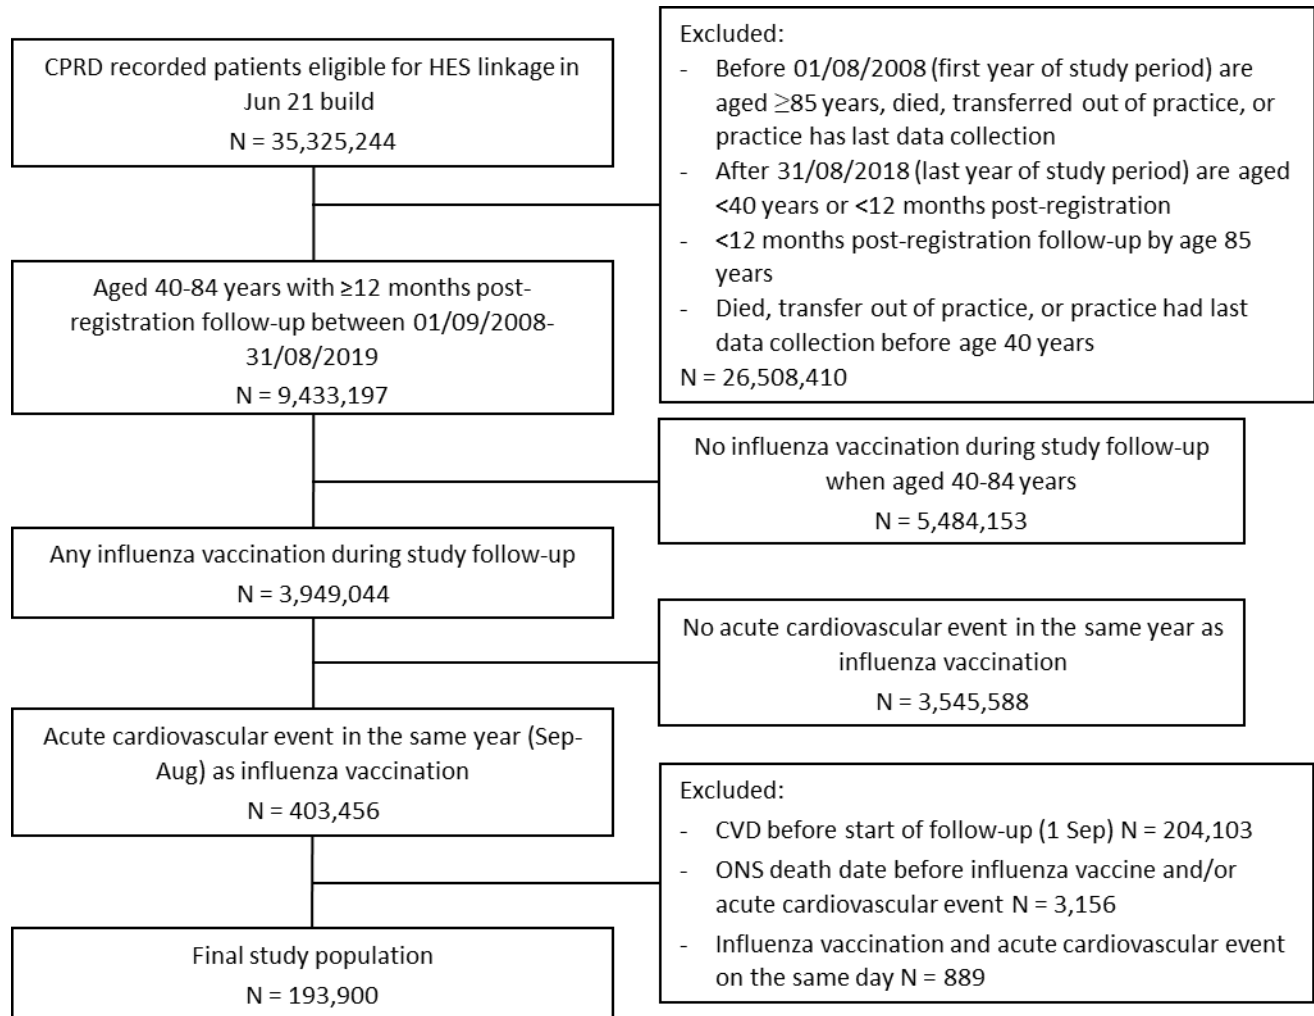 CPRD recorded patients eligible for HES linkage in
Jun 21 build
N = 35,325,244
Excluded:
- Before 01/08/2008 (first year of study period) are
aged ≥85 years, died, transferred out of practice, or
practice has last data collection
- After 31/08/2018 (last year of study period) are aged
<40 years or <12 months post-registration
- <12 months post-registration follow-up by age 85
years
- Died, transfer out of practice, or practice had last
data collection before age 40 years
N = 26,508,410
Aged 40-84 years with ≥12 months post-
registration follow-up between 01/09/2008-
31/08/2019
N = 9,433,197
No influenza vaccination during study follow-up
when aged 40-84 years
N = 5,484,153
Any influenza vaccination during study follow-up
N = 3,949,044
No acute cardiovascular event in the same year as
influenza vaccination
N = 3,545,588
Acute cardiovascular event in the same year (Sep-
Aug) as influenza vaccination
N = 403,456
Excluded:
- CVD before start of follow-up (1 Sep) N = 204,103
- ONS death date before influenza vaccine and/or
acute cardiovascular event N = 3,156
- Influenza vaccination and acute cardiovascular event
on the same day N = 889
Final study population
N = 193,900